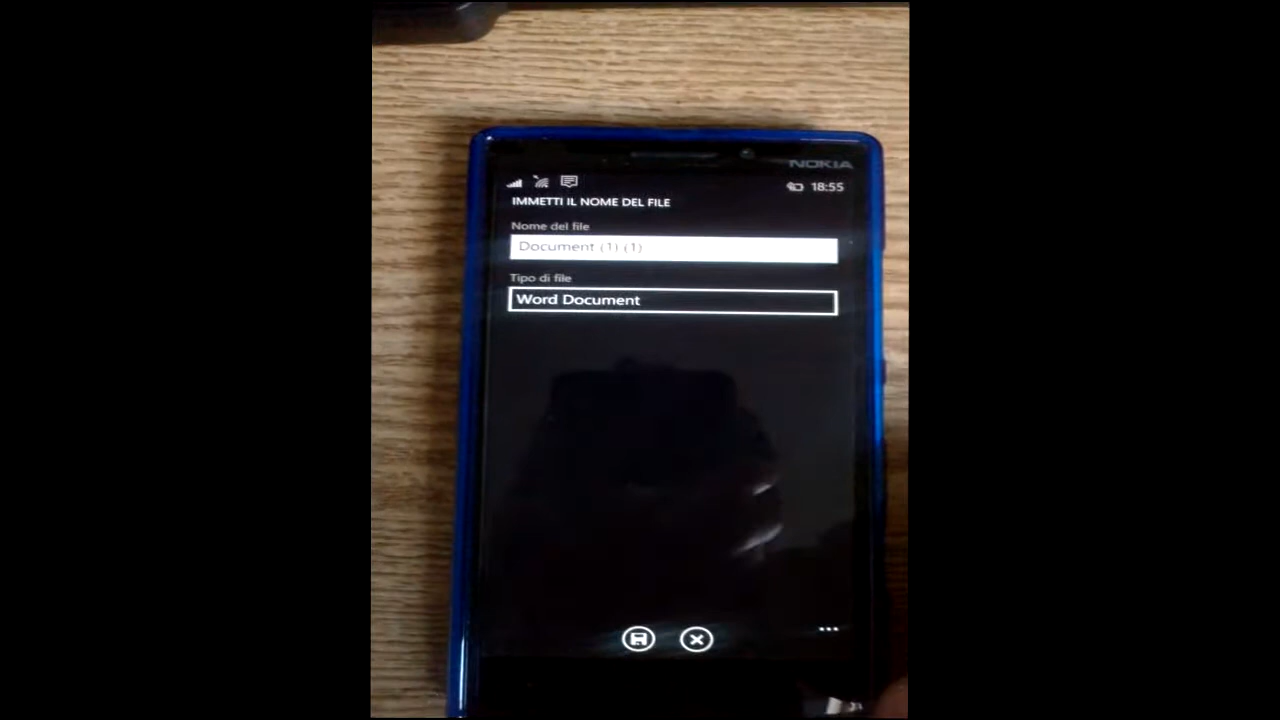 NOKIA
18:55
IMMETTI IL NOME DEL FILE
Nome del file
Document (1) (1)
Tipo di file
Word Document